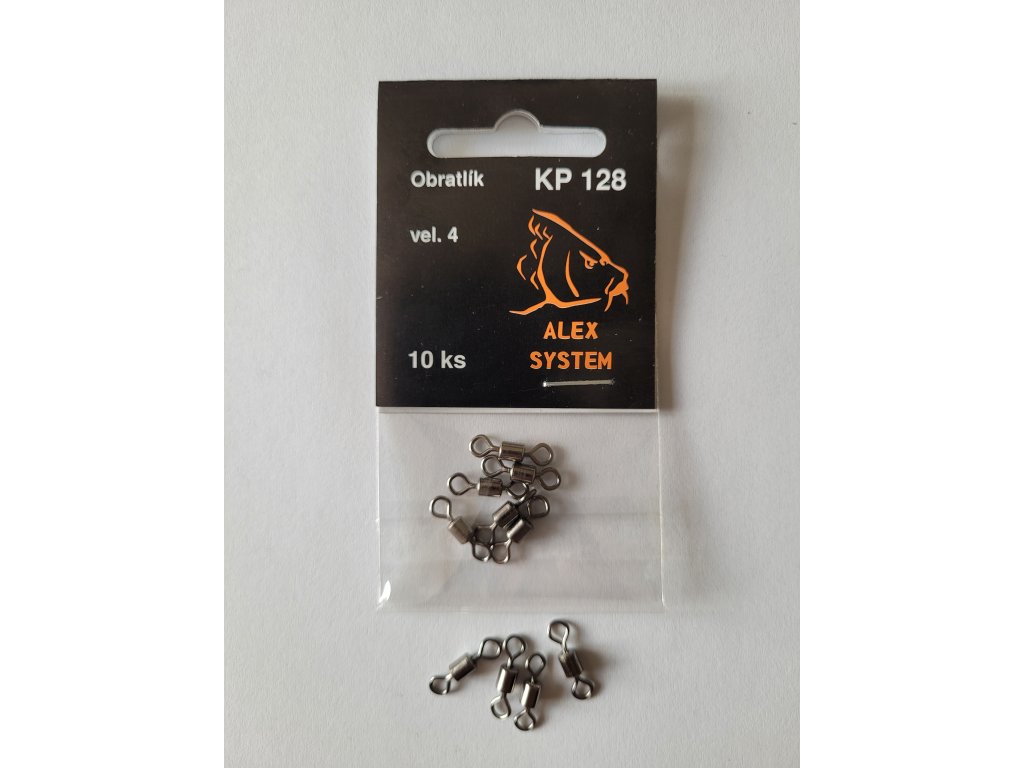 Obratlík KP 128
vel. 4
ALEX
SYSTEM
10 ks